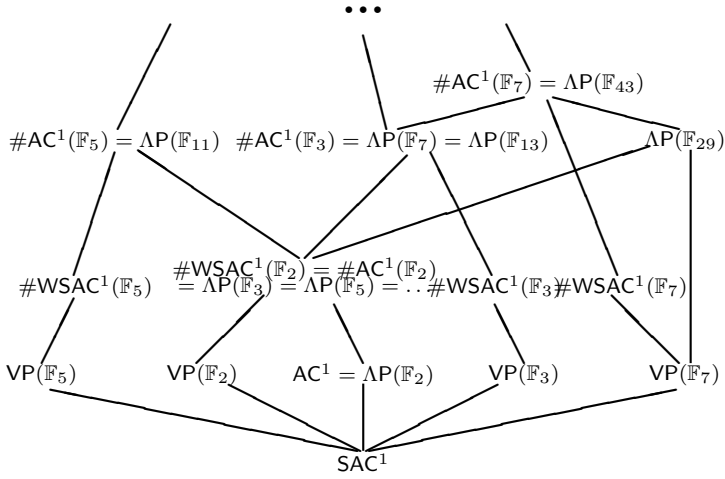 •••
#AC¹(𝔽₇) = ΛP(𝔽₄₃)
#AC¹(𝔽₅) = ΛP(𝔽₁₁) #AC¹(𝔽₃) = ΛP(𝔽₇) = ΛP(𝔽₁₃) ΛP(𝔽₂₉)
#WSAC¹(𝔽₂) = #AC¹(𝔽₂)
#WSAC¹(𝔽₅) = ΛP(𝔽₃) = ΛP(𝔽₅) = ... #WSAC¹(𝔽₃) #WSAC¹(𝔽₇)
VP(𝔽₅) VP(𝔽₂) AC¹ = ΛP(𝔽₂) VP(𝔽₃) VP(𝔽₇)
SAC¹